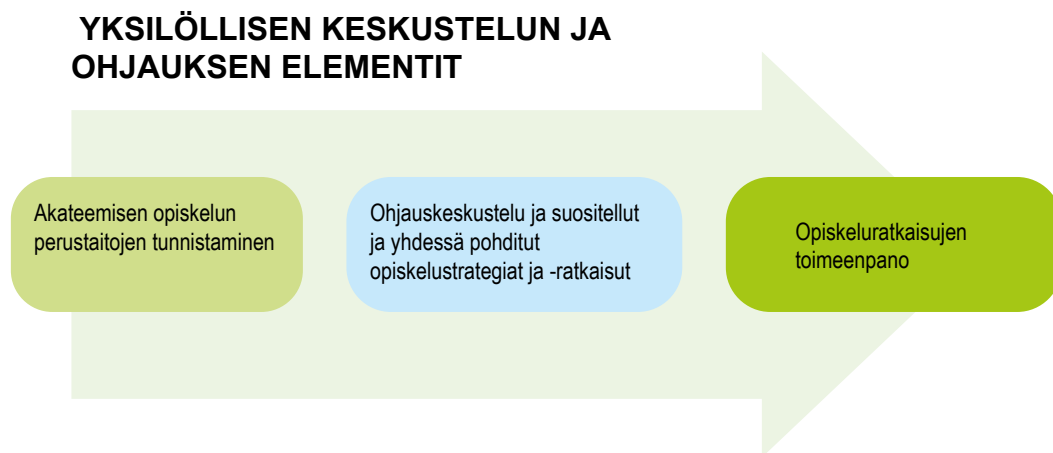 YKSILÖLLISEN KESKUSTELUN JA
OHJAUKSEN ELEMENTIT
Akateemisen opiskelun
perustaitojen tunnistaminen
Ohjauskeskustelu ja suositellut
ja yhdessä pohditut
opiskelustrategiat ja -ratkaisut
Opiskeluratkaisujen
toimeenpano